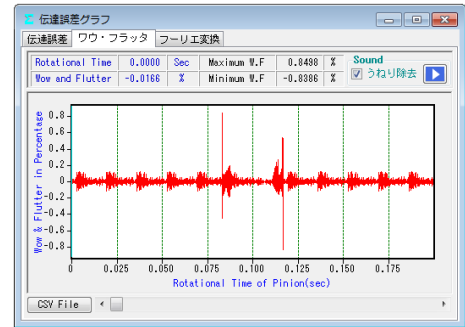 伝達誤差グラフ
伝達誤差 ワウ・フラッタ フーリエ変換
Rotational Time 0.0000 Sec Maximum W.F 0.8498 % Sound
Wow and Flutter -0.0166 % Minimum W.F -0.8386 % うねり除去
Wow & Flutter in Percentage
0.8
0.6
0.4
0.2
0
-0.2
-0.4
-0.6
-0.8
0 0.025 0.050 0.075 0.100 0.125 0.150 0.175
Rotational Time of Pinion(sec)
CSV File